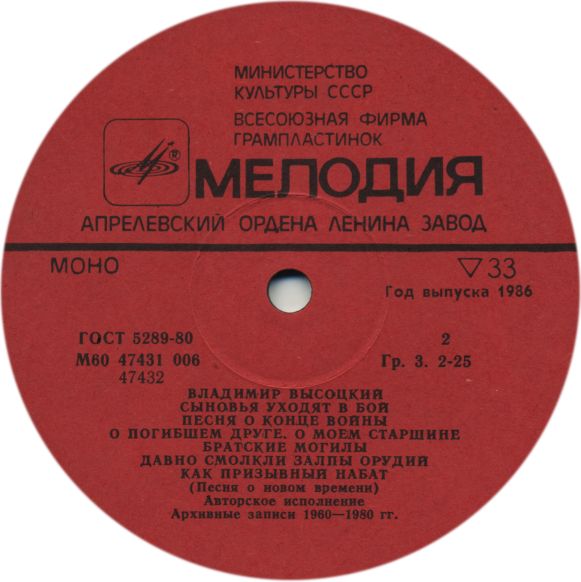 МИНИСТЕРСТВО
КУЛЬТУРЫ СССР
ВСЕСОЮЗНАЯ ФИРМА
ГРАМПЛАСТИНОК
®
МЕЛОДИЯ
АПРЕЛЕВСКИЙ ОРДЕНА ЛЕНИНА ЗАВОД
МОНО
▽33
Год выпуска 1986
ГОСТ 5289-80
2
М60 47431 006
Гр. 3. 2-25
47432
ВЛАДИМИР ВЫСОЦКИЙ
СЫНОВЬЯ УХОДЯТ В БОЙ
ПЕСНЯ О КОНЦЕ ВОЙНЫ
О ПОГИБШЕМ ДРУГЕ. О МОЕМ СТАРШИНЕ
БРАТСКИЕ МОГИЛЫ
ДАВНО СМОЛКЛИ ЗАЛПЫ ОРУДИЙ
КАК ПРИЗЫВНЫЙ НАБАТ
(Песня о новом времени)
Авторское исполнение
Архивные записи 1960—1980 гг.